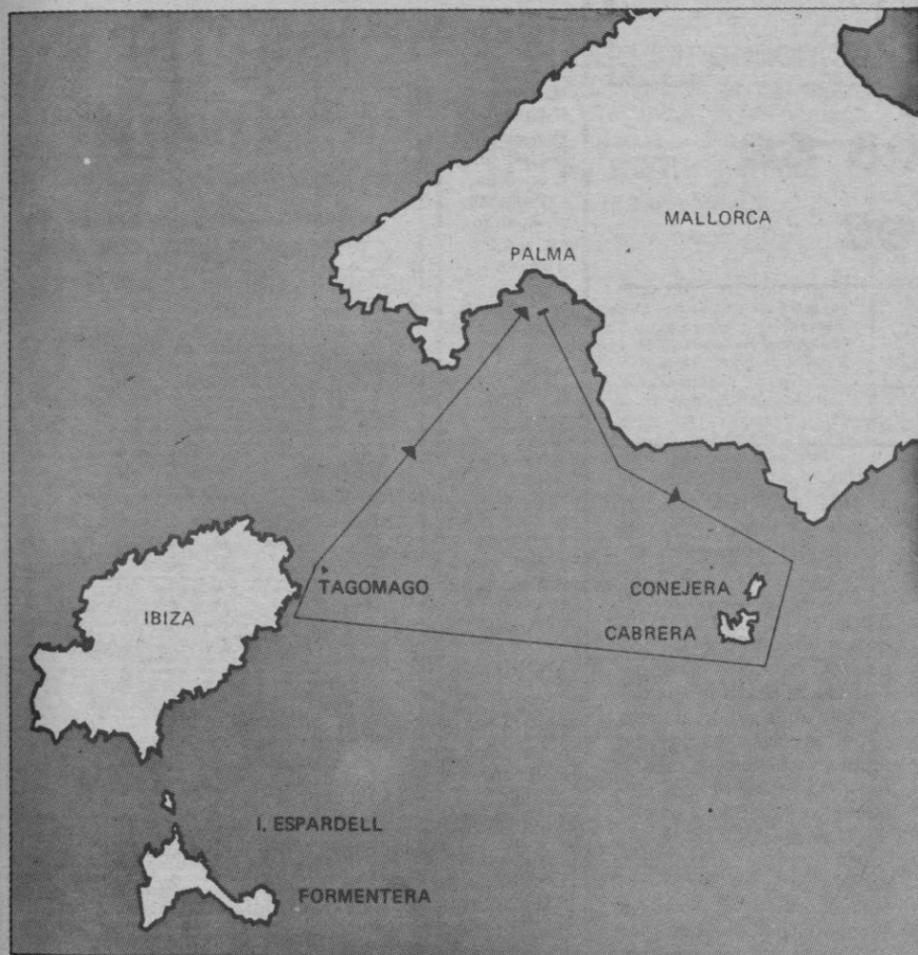 MALLORCA
PALMA
TAGOMAGO
CONEJERA
IBIZA
CABRERA
I. ESPARDELL
FORMENTERA